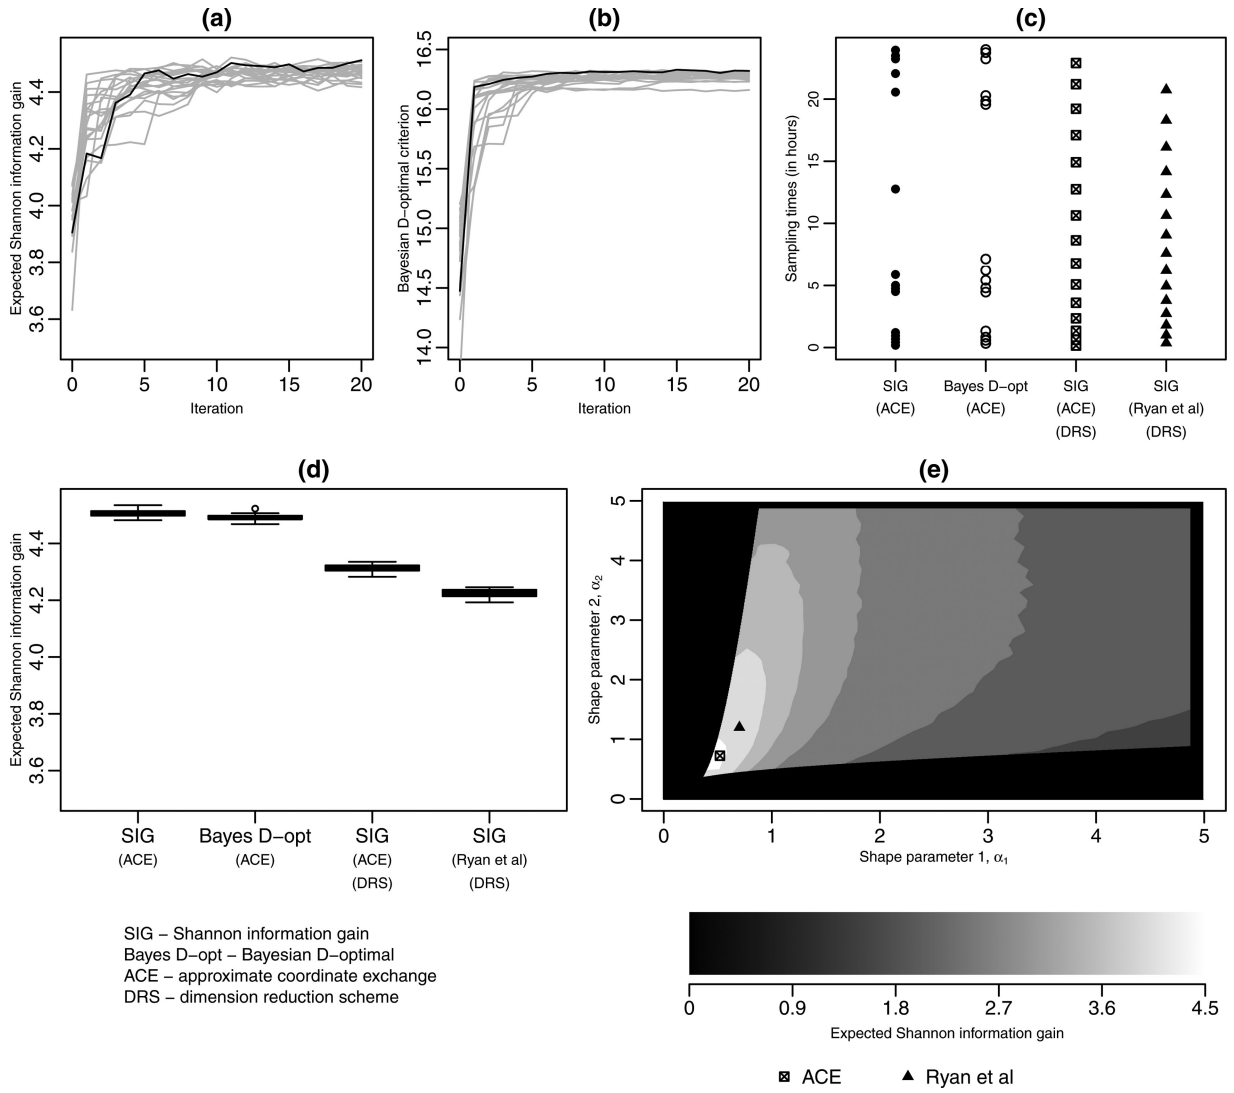 (a)
Expected Shannon information gain
3.6 3.8 4.0 4.2 4.4
0 5 10 15 20
Iteration
(b)
Bayesian D−optimal criterion
14.0 14.5 15.0 15.5 16.0 16.5
0 5 10 15 20
Iteration
(c)
Sampling times (in hours)
0 5 10 15 20
SIG
(ACE)
Bayes D−opt
(ACE)
SIG
(ACE)
(DRS)
SIG
(Ryan et al)
(DRS)
(d)
Expected Shannon information gain
3.6 3.8 4.0 4.2 4.4
SIG
(ACE)
Bayes D−opt
(ACE)
SIG
(ACE)
(DRS)
SIG
(Ryan et al)
(DRS)
(e)
Shape parameter 2, α₂
0 1 2 3 4 5
0 1 2 3 4 5
Shape parameter 1, α₁
SIG − Shannon information gain
Bayes D−opt − Bayesian D−optimal
ACE − approximate coordinate exchange
DRS − dimension reduction scheme
0 0.9 1.8 2.7 3.6 4.5
Expected Shannon information gain
ACE
Ryan et al